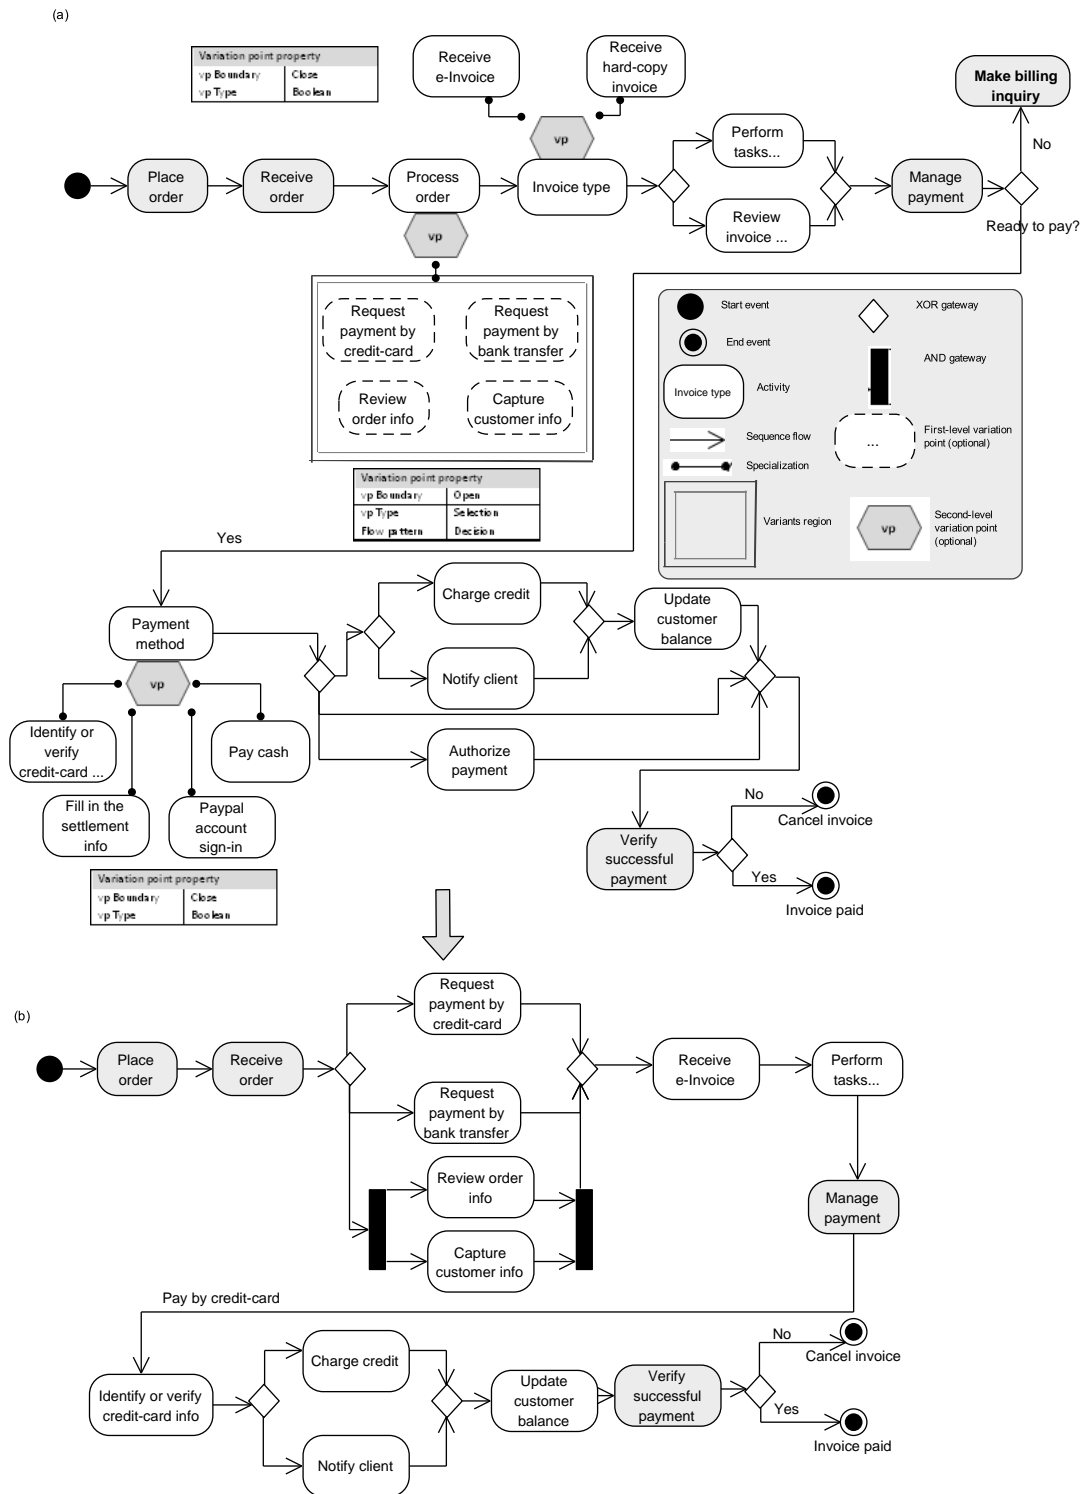 (a)
Variation point property
vp Boundary Close
vp Type Boolean
Receive
e-Invoice
Receive
hard-copy
invoice
Make billing
inquiry
vp
No
Place
order
Receive
order
Process
order
Invoice type
Perform
tasks...
Review
invoice ...
Manage
payment
Ready to pay?
vp
Request
payment by
credit-card
Request
payment by
bank transfer
Review
order info
Capture
customer info
Variation point property
vp Boundary Open
vp Type Selection
Flow pattern Decision
Start event
XOR gateway
End event
AND gateway
Invoice type
Activity
Sequence flow
...
First-level variation
point (optional)
Specialization
Variants region
vp
Second-level
variation point
(optional)
Yes
Payment
method
vp
Charge credit
Notify client
Update
customer
balance
Authorize
payment
Identify or
verify
credit-card ...
Pay cash
Fill in the
settlement
info
Paypal
account
sign-in
Variation point property
vp Boundary Close
vp Type Boolean
Verify
successful
payment
No
Cancel invoice
Yes
Invoice paid
(b)
Place
order
Receive
order
Request
payment by
credit-card
Request
payment by
bank transfer
Review order
info
Capture
customer info
Receive
e-Invoice
Perform
tasks...
Manage
payment
Pay by credit-card
Identify or verify
credit-card info
Charge credit
Notify client
Update
customer
balance
Verify
successful
payment
No
Cancel invoice
Yes
Invoice paid